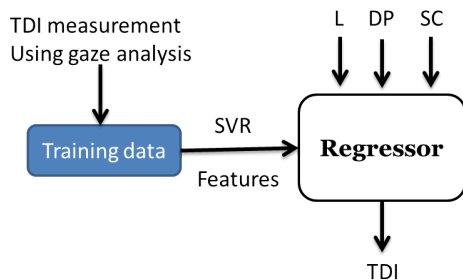 TDI measurement
Using gaze analysis
L DP SC
Training data
SVR
Features
Regressor
TDI